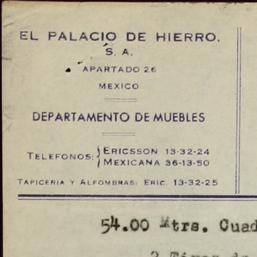 EL PALACIO DE HIERRO.
S. A.
APARTADO 26
MEXICO
DEPARTAMENTO DE MUEBLES
TELEFONOS: } ERICSSON 13-32-24
MEXICANA 36-13-50
TAPICERIA Y ALFOMBRAS: ERIC. 13-32-25
54.00 Mtrs. Cuad